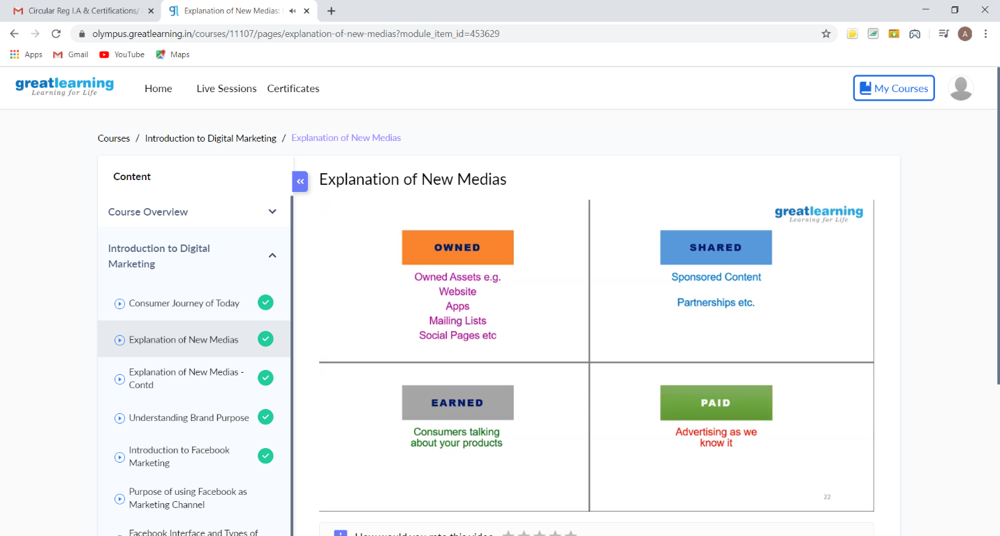 Circular Reg I.A & Certifications/
Explanation of New Medias:
olympus.greatlearning.in/courses/11107/pages/explanation-of-new-medias?module_item_id=453629
A
Apps
Gmail
YouTube
Maps
greatlearning
Learning for Life
Home
Live Sessions
Certificates
My Courses
Courses / Introduction to Digital Marketing / Explanation of New Medias
Content
Course Overview
Introduction to Digital
Marketing
Consumer Journey of Today
Explanation of New Medias
Explanation of New Medias -
Contd
Understanding Brand Purpose
Introduction to Facebook
Marketing
Purpose of using Facebook as
Marketing Channel
Facebook Interface and Types of
Explanation of New Medias
greatlearning
Learning for Life
OWNED
Owned Assets e.g.
Website
Apps
Mailing Lists
Social Pages etc
SHARED
Sponsored Content
Partnerships etc.
EARNED
Consumers talking
about your products
PAID
Advertising as we
know it
22
How would you rate this video